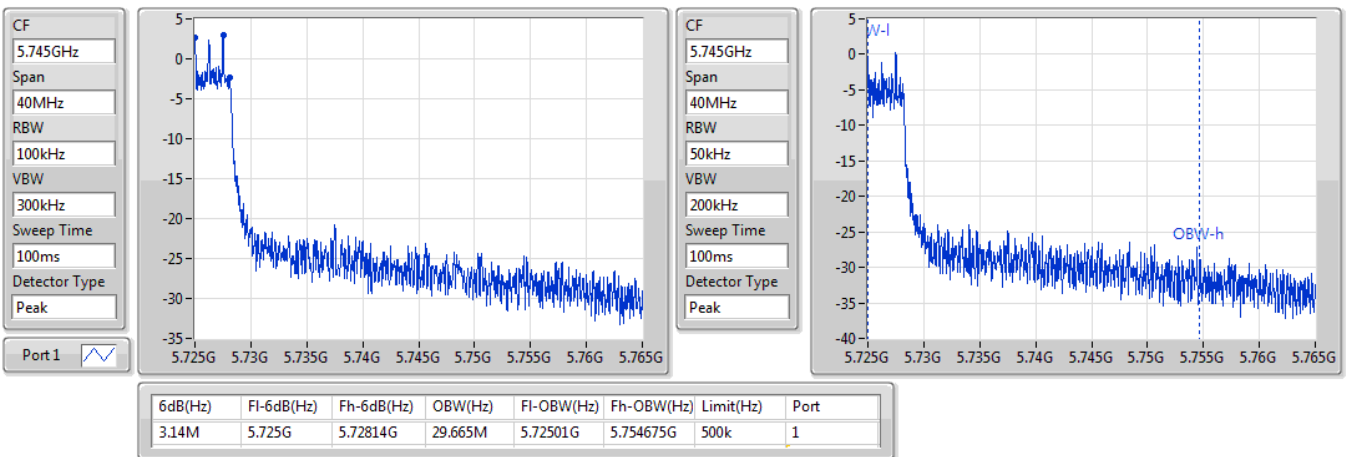 CF
5.745GHz
Span
40MHz
RBW
100kHz
VBW
300kHz
Sweep Time
100ms
Detector Type
Peak
Port 1
5
0
-5
-10
-15
-20
-25
-30
-35
5.725G 5.73G 5.735G 5.74G 5.745G 5.75G 5.755G 5.76G 5.765G
CF
5.745GHz
Span
40MHz
RBW
50kHz
VBW
200kHz
Sweep Time
100ms
Detector Type
Peak
5
0
-5
-10
-15
-20
-25
-30
-35
-40
W-l
OBW-h
5.725G 5.73G 5.735G 5.74G 5.745G 5.75G 5.755G 5.76G 5.765G
6dB(Hz) Fl-6dB(Hz) Fh-6dB(Hz) OBW(Hz) Fl-OBW(Hz) Fh-OBW(Hz) Limit(Hz) Port
3.14M 5.725G 5.72814G 29.665M 5.72501G 5.754675G 500k 1